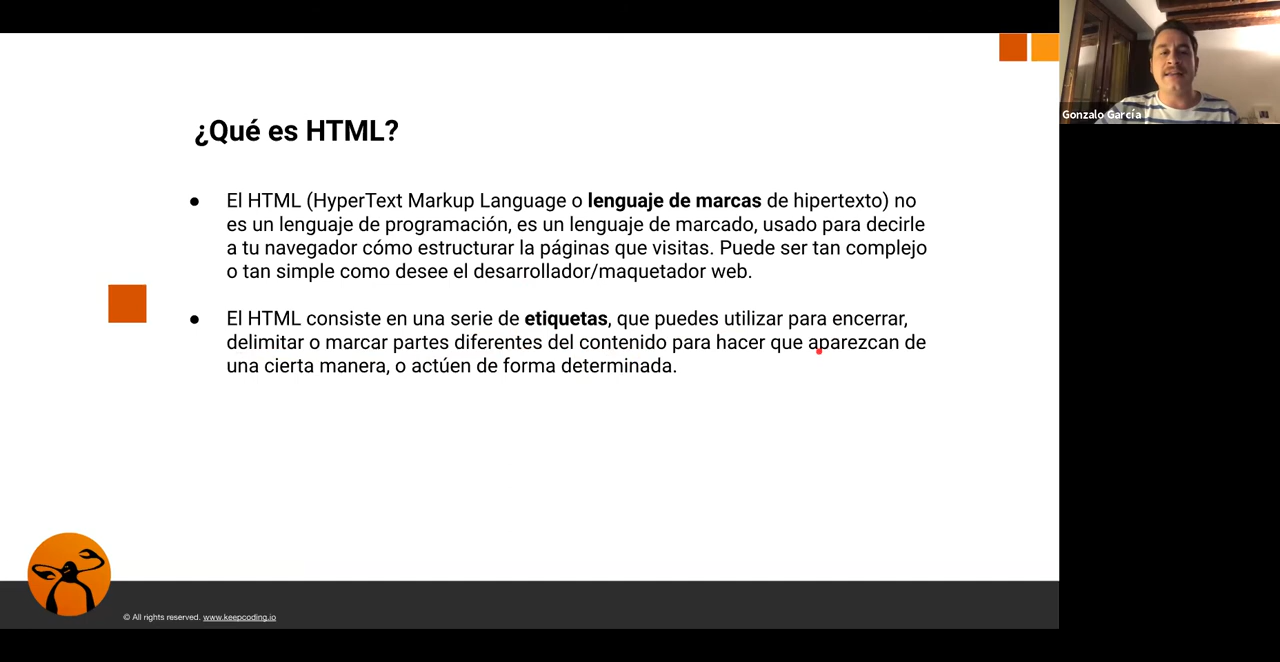 Gonzalo García
¿Qué es HTML?
● El HTML (HyperText Markup Language o lenguaje de marcas de hipertexto) no
es un lenguaje de programación, es un lenguaje de marcado, usado para decirle
a tu navegador cómo estructurar la páginas que visitas. Puede ser tan complejo
o tan simple como desee el desarrollador/maquetador web.
● El HTML consiste en una serie de etiquetas, que puedes utilizar para encerrar,
delimitar o marcar partes diferentes del contenido para hacer que aparezcan de
una cierta manera, o actúen de forma determinada.
© All rights reserved. www.keepcoding.io